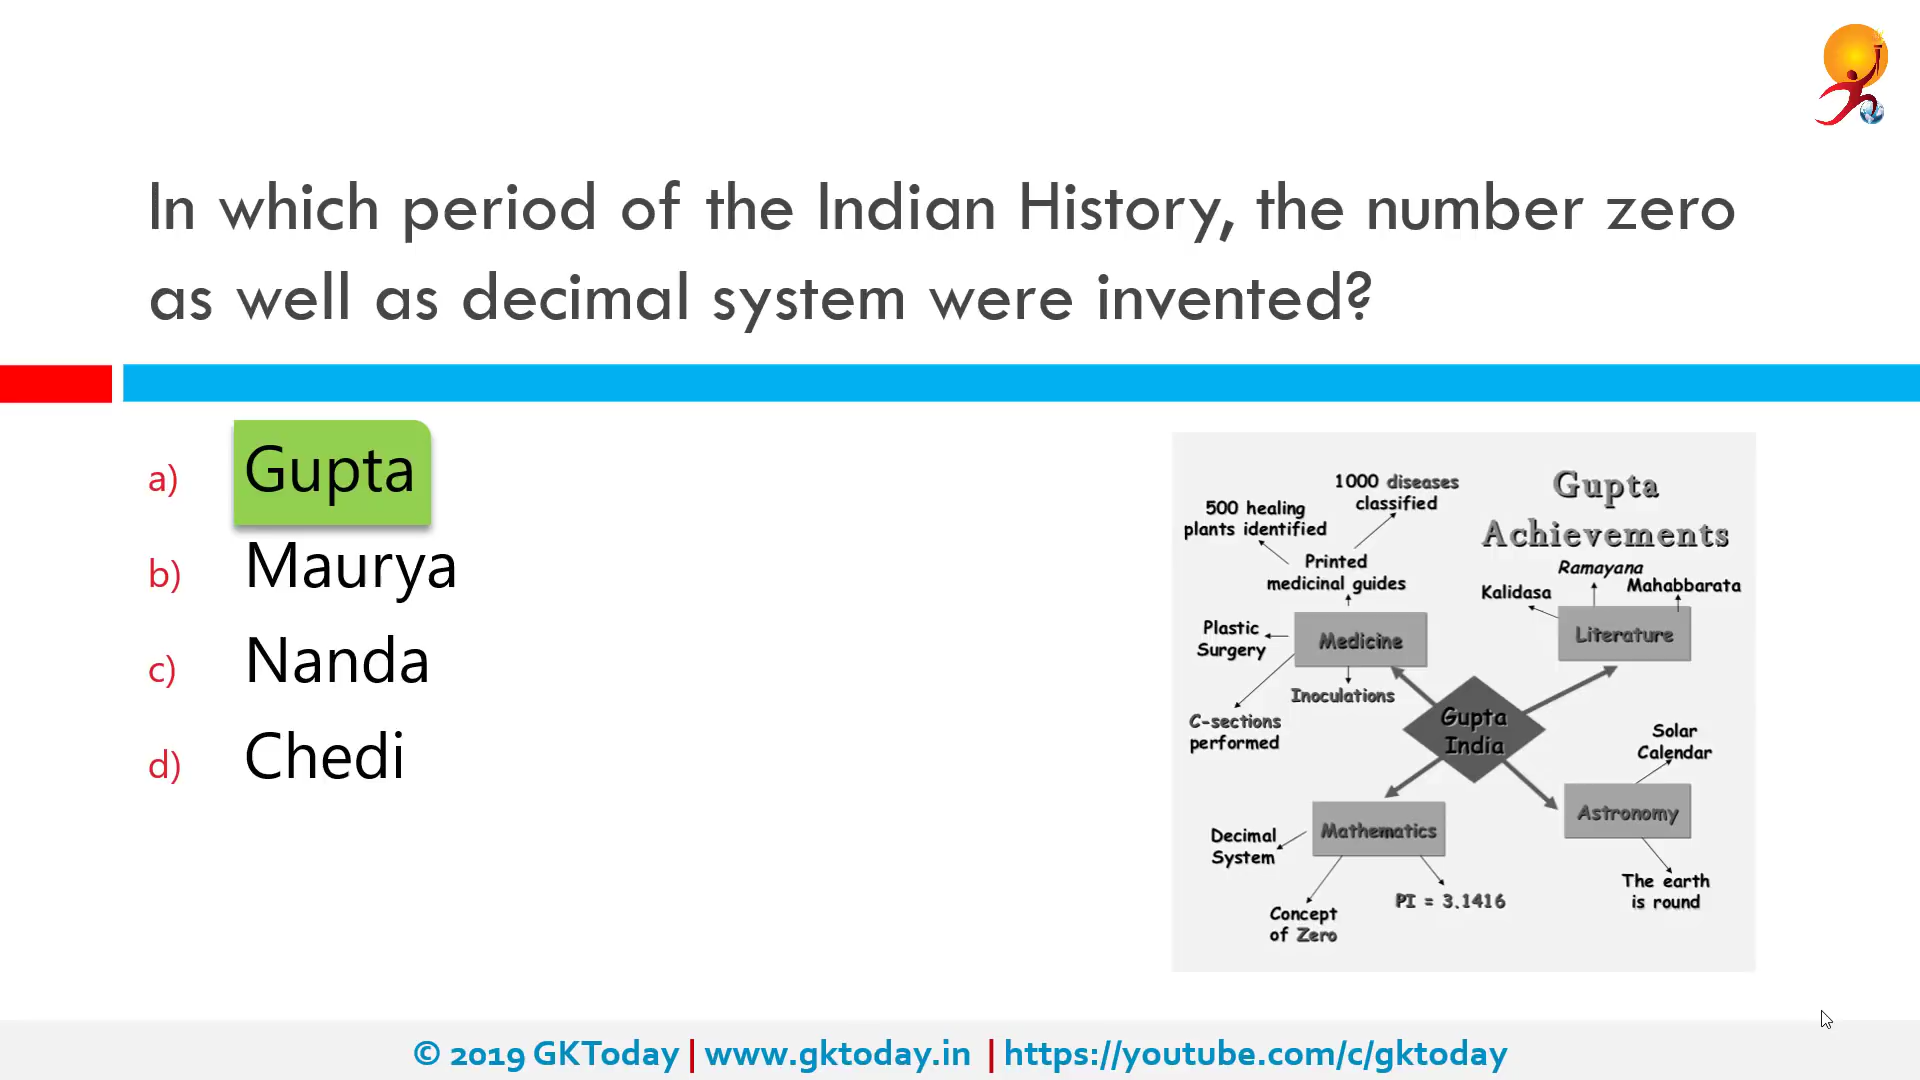 In which period of the Indian History, the number zero
as well as decimal system were invented?
a) Gupta
b) Maurya
c) Nanda
d) Chedi
Gupta
Achievements
1000 diseases
classified
500 healing
plants identified
Printed
medicinal guides
Plastic
Surgery
Medicine
Inoculations
C-sections
performed
Ramayana
Kalidasa
Mahabbarata
Literature
Gupta
India
Solar
Calendar
Astronomy
The earth
is round
Mathematics
Decimal
System
Concept
of Zero
PI = 3.1416
© 2019 GKToday | www.gktoday.in | https://youtube.com/c/gktoday